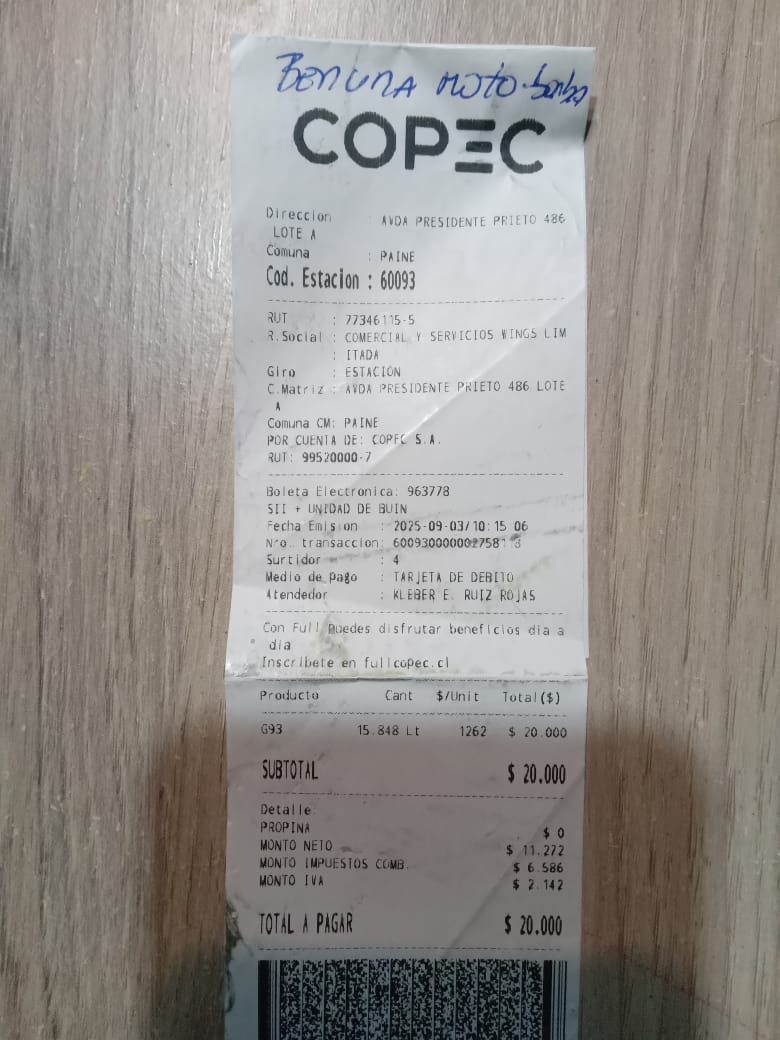 Bencina moto-bomba
COPEC
Direccion : AVDA PRESIDENTE PRIETO 486
LOTE A
Comuna : PAINE
Cod. Estacion : 60093
RUT : 77346115-5
R.Social : COMERCIAL Y SERVICIOS WINGS LIM
: ITADA
Giro : ESTACION
C.Matriz : AVDA PRESIDENTE PRIETO 486 LOTE
A
Comuna CM: PAINE
POR CUENTA DE: COPEC S.A.
RUT: 99520000-7
Boleta Electronica: 963778
SII + UNIDAD DE BUIN
Fecha Emision : 2025-09-03/10:15 06
Nro. transaccion:
Surtidor : 4
Medio de pago : TARJETA DE DEBITO
Atendedor : KLEBER E. RUIZ ROJAS
Con Full Puedes disfrutar beneficios dia a
dia
Inscribete en fullcopec.cl
Producto Cant $/Unit Total($)
G93 15.848 Lt 1262 $ 20.000
SUBTOTAL $ 20.000
Detalle:
PROPINA $ 0
MONTO NETO $ 11.272
MONTO IMPUESTOS COMB. $ 6.586
MONTO IVA $ 2.142
TOTAL A PAGAR $ 20.000